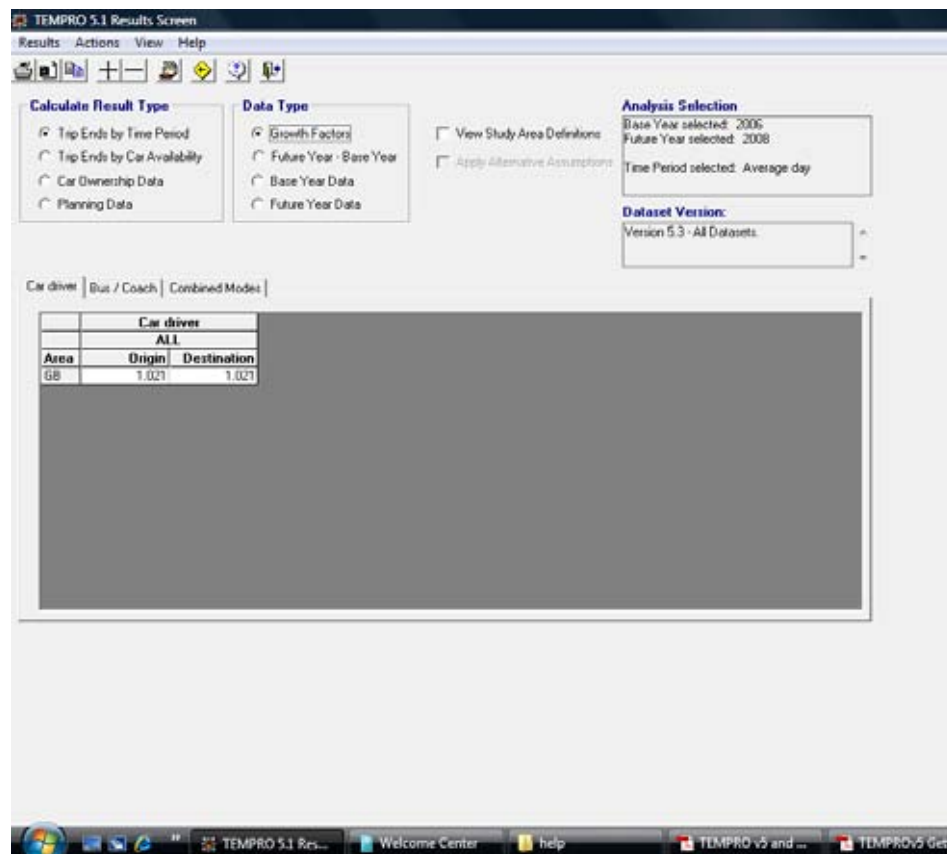 TEMPRO 5.1 Results Screen
Results Actions View Help
Calculate Result Type
Trip Ends by Time Period
Trip Ends by Car Availability
Car Ownership Data
Planning Data
Data Type
Growth Factors
Future Year - Base Year
Base Year Data
Future Year Data
View Study Area Definitions
Apply Alternative Assumptions
Analysis Selection
Base Year selected: 2006
Future Year selected: 2008
Time Period selected: Average day
Dataset Version:
Version 5.3 - All Datasets.
Car driver Bus / Coach Combined Modes
Car driver
ALL
Area Origin Destination
GB 1.021 1.021
TEMPRO 5.1 Res... Welcome Center help TEMPRO v5 and ... TEMPROv5 Get